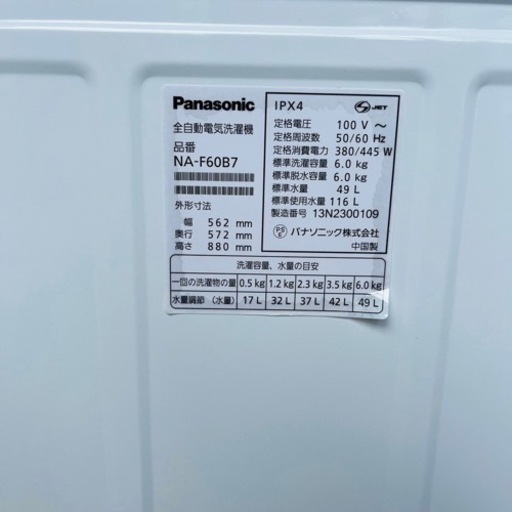 Panasonic
全自動電気洗濯機
品番
NA-F60B7
外形寸法
幅 562 mm
奥行 572 mm
高さ 880 mm
IPX4
S JET
定格電圧 100 V ～
定格周波数 50/60 Hz
定格消費電力 380/445 W
標準洗濯容量 6.0 kg
標準脱水容量 6.0 kg
標準水量 49 L
標準使用水量 116 L
製造番号 13N2300109
PS E パナソニック株式会社
中国製
洗濯容量、水量の目安
一回の洗濯物の量 0.5 kg 1.2 kg 2.3 kg 3.5 kg 6.0 kg
水量調節 （水量） 17 L 32 L 37 L 42 L 49 L